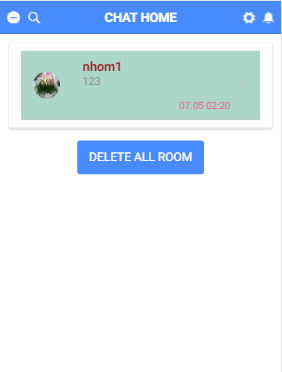 CHAT HOME
nhom1
123
07.05 02:20
DELETE ALL ROOM